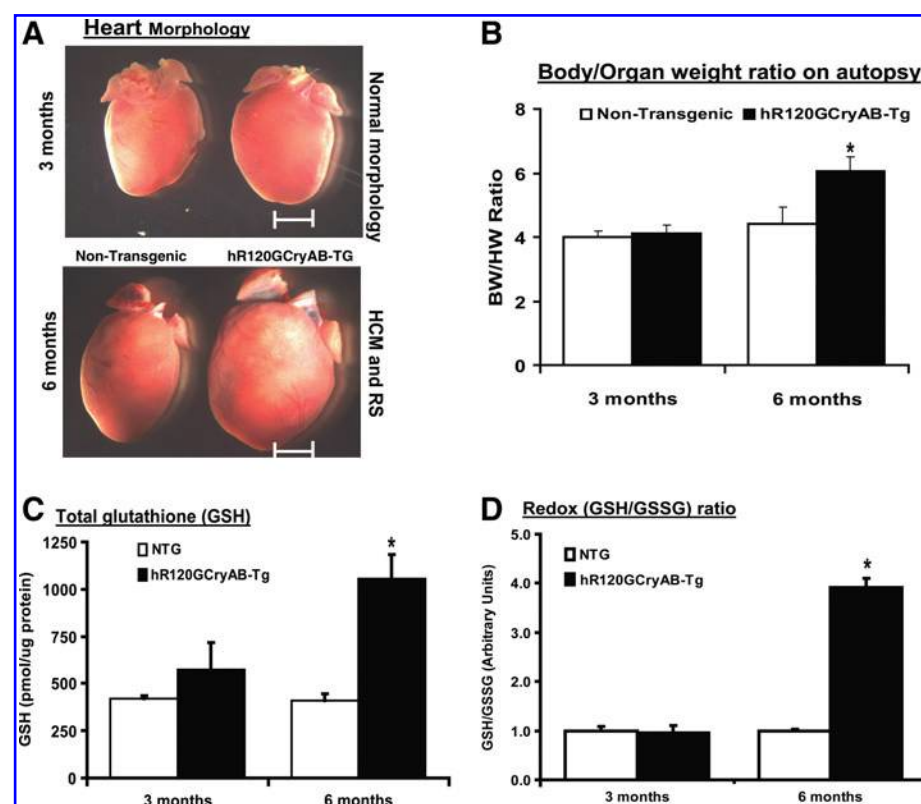 A
Heart Morphology
3 months
Normal morphology
Non-Transgenic
hR120GCryAB-TG
6 months
HCM and RS
B
Body/Organ weight ratio on autopsy
Non-Transgenic
hR120GCryAB-Tg
BW/HW Ratio
8
6
4
2
0
*
3 months
6 months
C
Total glutathione (GSH)
NTG
hR120GCryAB-Tg
GSH (pmol/ug protein)
1250
1000
750
500
250
0
*
3 months
6 months
D
Redox (GSH/GSSG) ratio
NTG
hR120GCryAB-Tg
GSH/GSSG (Arbitrary Units)
5.0
4.0
3.0
2.0
1.0
0.0
*
3 months
6 months